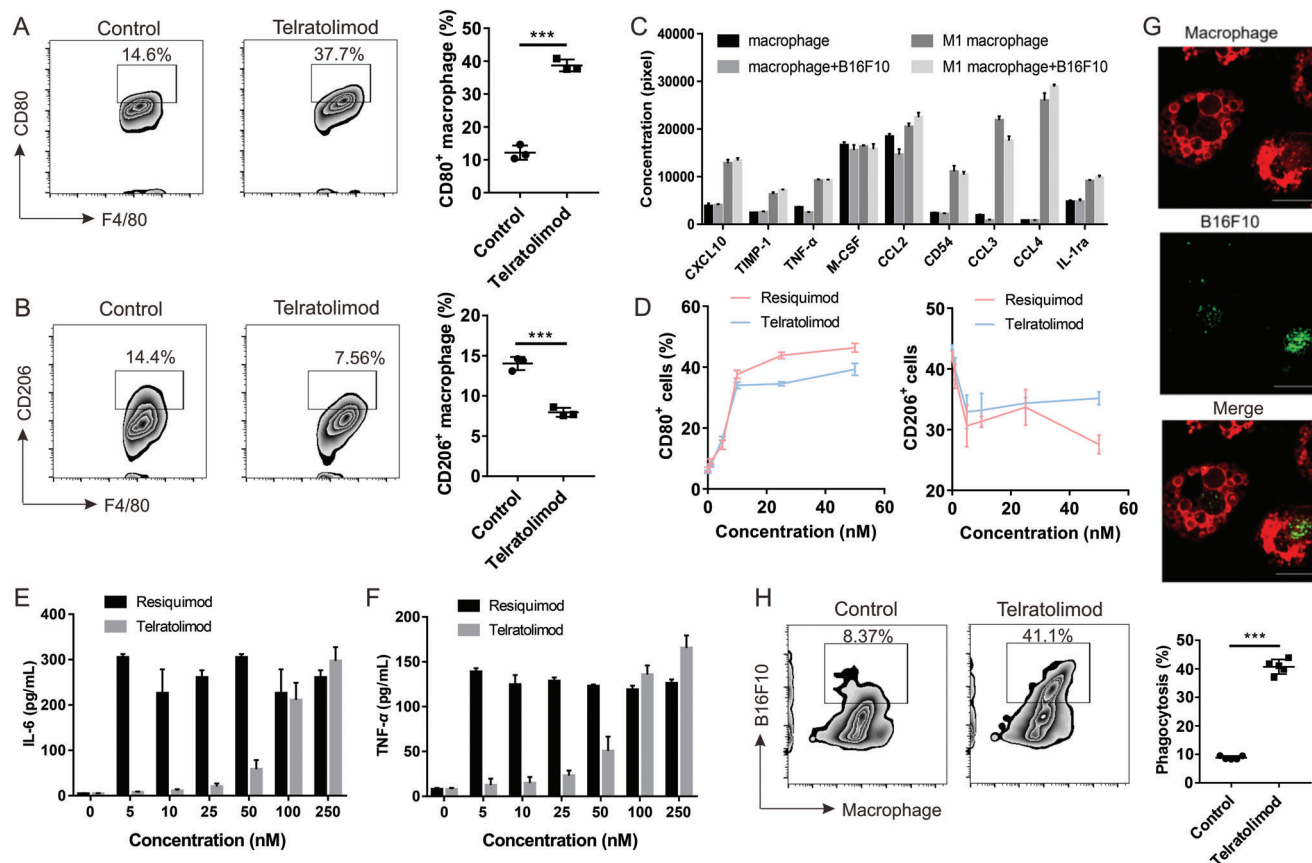 A
Control
Telratolimod
14.6%
37.7%
CD80
F4/80
CD80+ macrophage (%)
50
40
30
20
10
0
***
Control
Telratolimod
B
Control
Telratolimod
14.4%
7.56%
CD206
F4/80
CD206+ macrophage (%)
20
15
10
5
0
***
Control
Telratolimod
C
macrophage
M1 macrophage
macrophage+B16F10
M1 macrophage+B16F10
Concentration (pixel)
40000
30000
20000
10000
0
CXCL10
TIMP-1
TNF-α
M-CSF
CCL2
CD54
CCL3
CCL4
IL-1ra
D
Resiquimod
Telratolimod
CD80+ cells (%)
60
40
20
0
0 20 40 60
Concentration (nM)
Resiquimod
Telratolimod
CD206+ cells
50
40
30
20
0 20 40 60
Concentration (nM)
E
Resiquimod
Telratolimod
IL-6 (pg/mL)
400
300
200
100
0
0 5 10 25 50 100 250
Concentration (nM)
F
Resiquimod
Telratolimod
TNF-α (pg/mL)
200
150
100
50
0
0 5 10 25 50 100 250
Concentration (nM)
G
Macrophage
B16F10
Merge
H
Control
Telratolimod
8.37%
41.1%
B16F10
Macrophage
Phagocytosis (%)
50
40
30
20
10
0
***
Control
Telratolimod